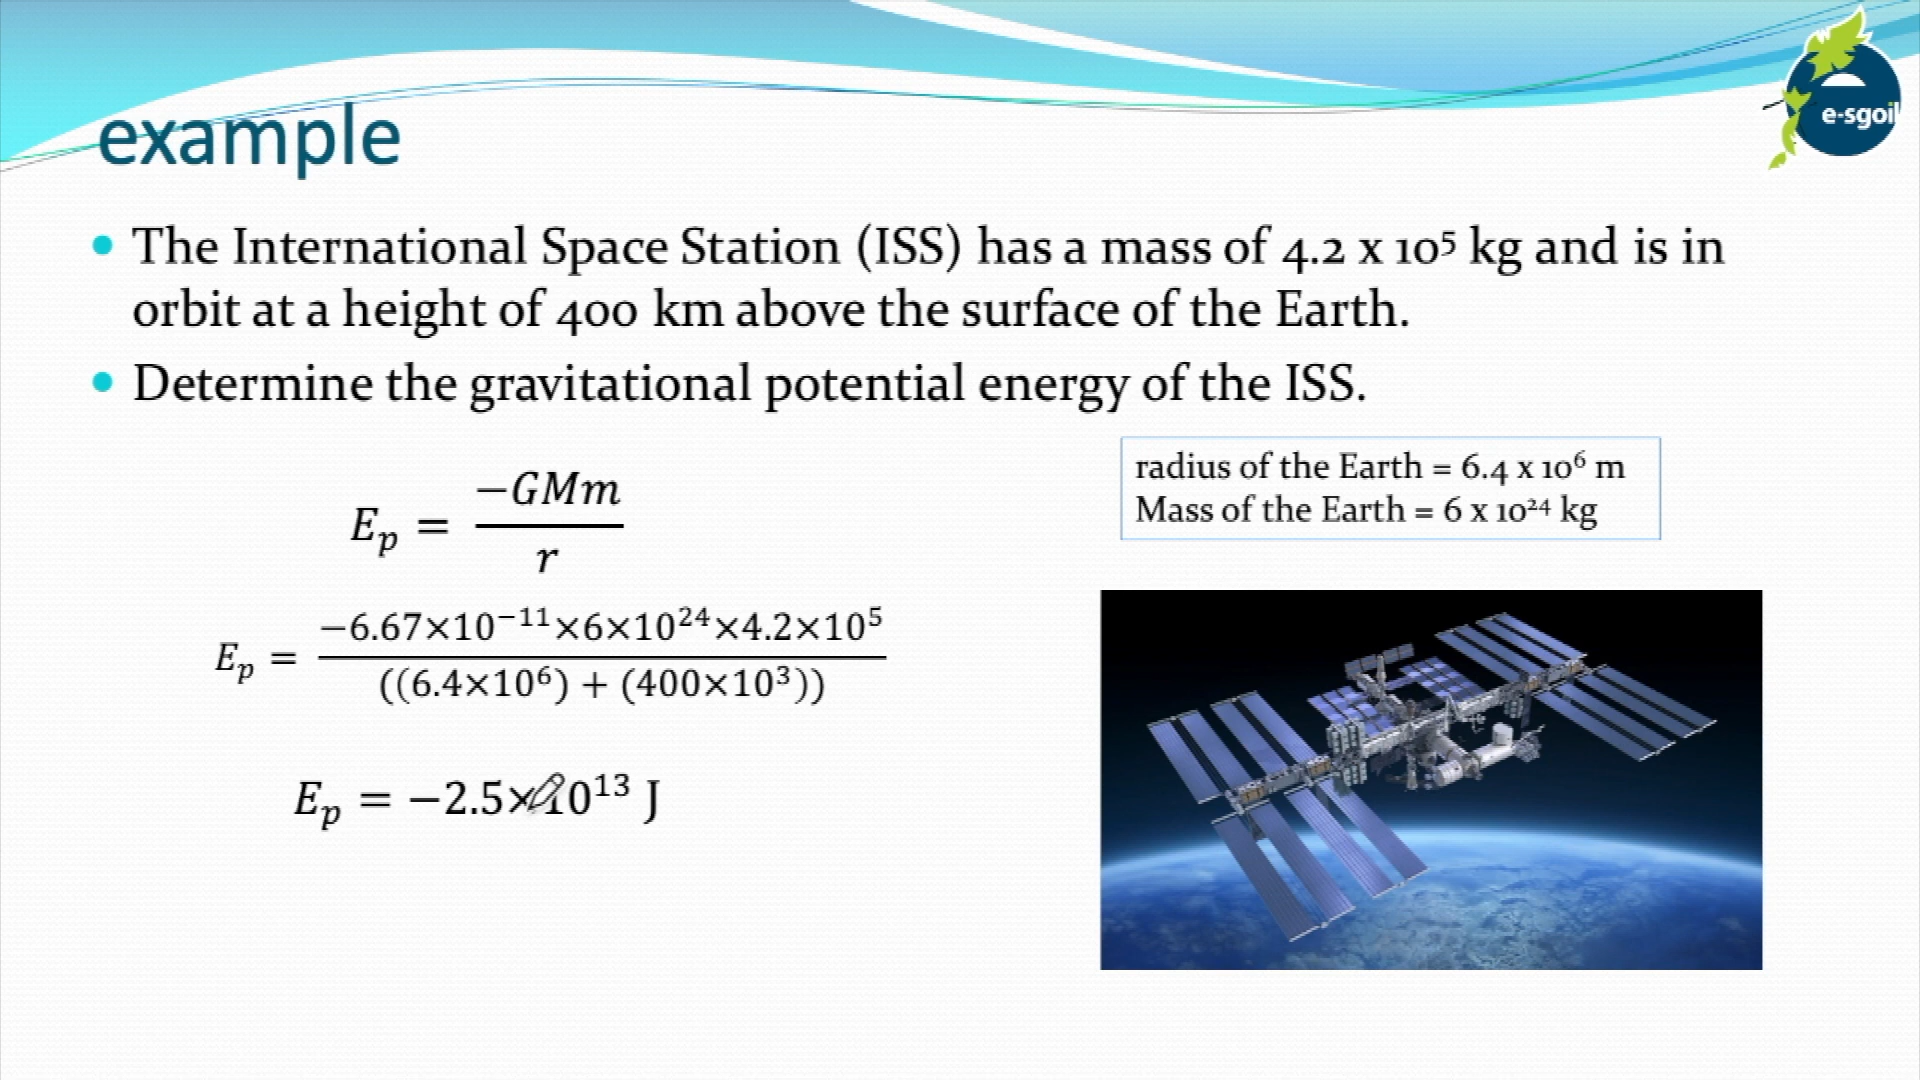 e-sgoil
example
The International Space Station (ISS) has a mass of 4.2 x 10⁵ kg and is in
orbit at a height of 400 km above the surface of the Earth.
Determine the gravitational potential energy of the ISS.
radius of the Earth = 6.4 x 10⁶ m
Mass of the Earth = 6 x 10²⁴ kg
E_p = −GMm / r
E_p = −6.67×10⁻¹¹×6×10²⁴×4.2×10⁵ / ((6.4×10⁶) + (400×10³))
E_p = −2.5×10¹³ J